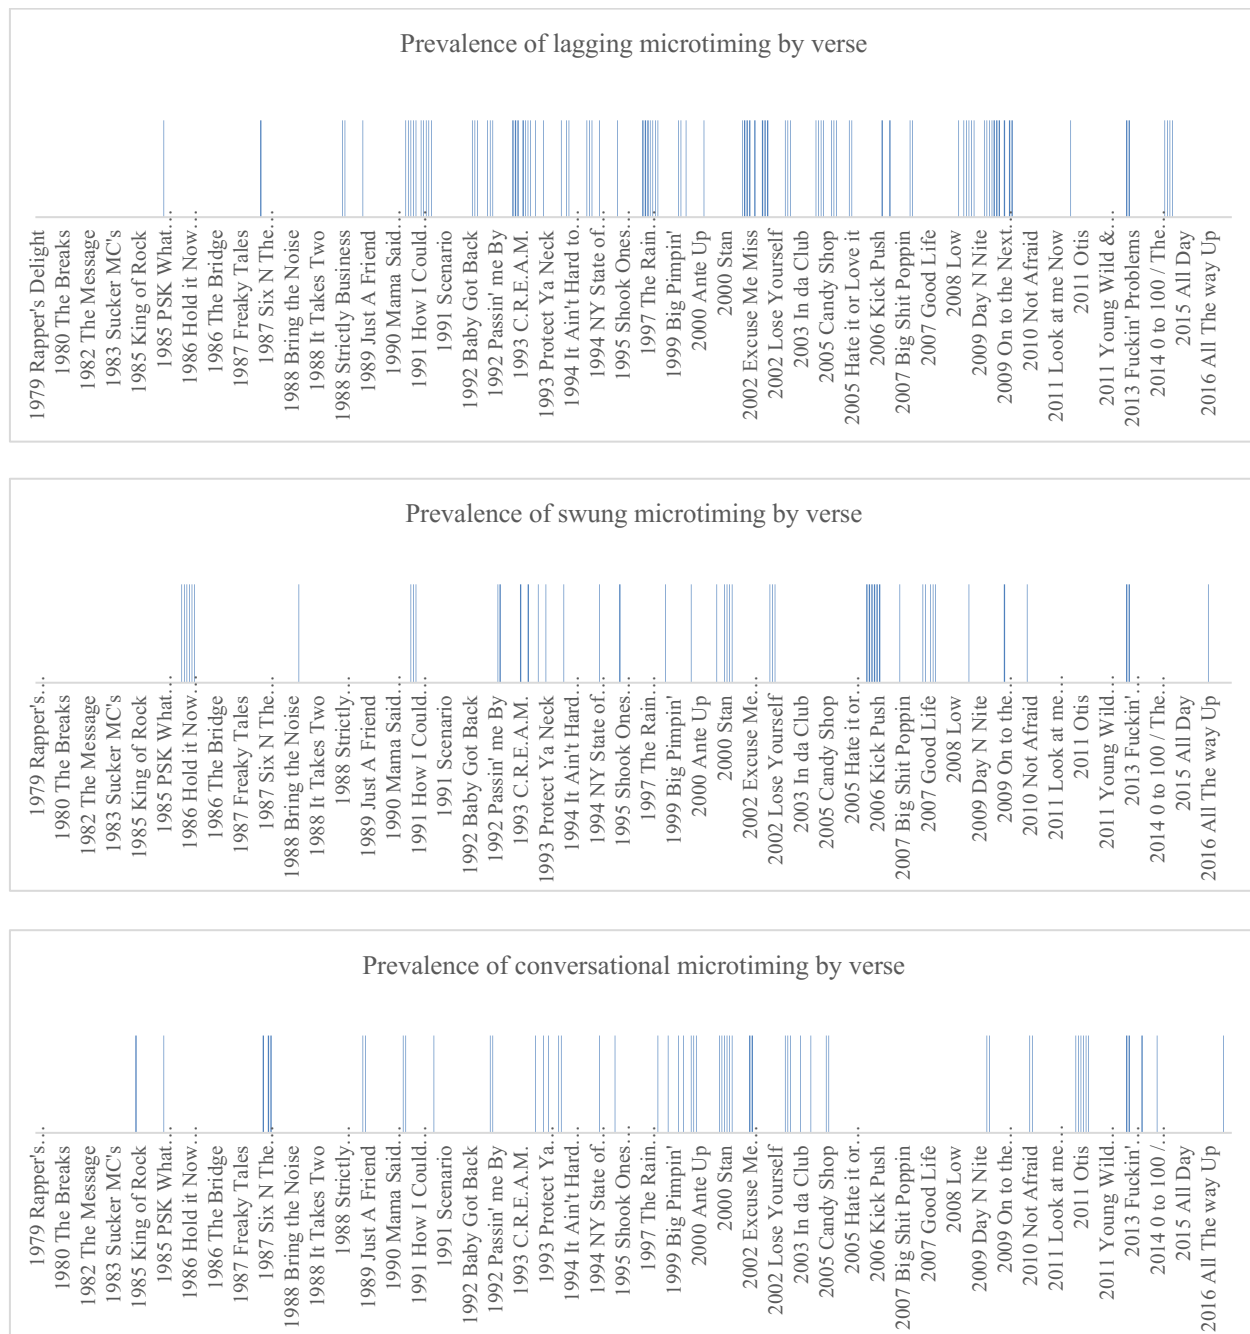 Prevalence of lagging microtiming by verse
1979 Rapper's Delight
1980 The Breaks
1982 The Message
1983 Sucker MC's
1985 King of Rock
1985 PSK What…
1986 Hold it Now…
1986 The Bridge
1987 Freaky Tales
1987 Six N The…
1988 Bring the Noise
1988 It Takes Two
1988 Strictly Business
1989 Just A Friend
1990 Mama Said…
1991 How I Could…
1991 Scenario
1992 Baby Got Back
1992 Passin' me By
1993 C.R.E.A.M.
1993 Protect Ya Neck
1994 It Ain't Hard to…
1994 NY State of…
1995 Shook Ones…
1997 The Rain…
1999 Big Pimpin'
2000 Ante Up
2000 Stan
2002 Excuse Me Miss
2002 Lose Yourself
2003 In da Club
2005 Candy Shop
2005 Hate it or Love it
2006 Kick Push
2007 Big Shit Poppin
2007 Good Life
2008 Low
2009 Day N Nite
2009 On to the Next…
2010 Not Afraid
2011 Look at me Now
2011 Otis
2011 Young Wild &…
2013 Fuckin' Problems
2014 0 to 100 / The…
2015 All Day
2016 All The way Up
Prevalence of swung microtiming by verse
1979 Rapper's…
1980 The Breaks
1982 The Message
1983 Sucker MC's
1985 King of Rock
1985 PSK What…
1986 Hold it Now…
1986 The Bridge
1987 Freaky Tales
1987 Six N The…
1988 Bring the Noise
1988 It Takes Two
1988 Strictly…
1989 Just A Friend
1990 Mama Said…
1991 How I Could…
1991 Scenario
1992 Baby Got Back
1992 Passin' me By
1993 C.R.E.A.M.
1993 Protect Ya Neck
1994 It Ain't Hard…
1994 NY State of…
1995 Shook Ones…
1997 The Rain…
1999 Big Pimpin'
2000 Ante Up
2000 Stan
2002 Excuse Me…
2002 Lose Yourself
2003 In da Club
2005 Candy Shop
2005 Hate it or…
2006 Kick Push
2007 Big Shit Poppin
2007 Good Life
2008 Low
2009 Day N Nite
2009 On to the…
2010 Not Afraid
2011 Look at me…
2011 Otis
2011 Young Wild…
2013 Fuckin'…
2014 0 to 100 / The…
2015 All Day
2016 All The way Up
Prevalence of conversational microtiming by verse
1979 Rapper's…
1980 The Breaks
1982 The Message
1983 Sucker MC's
1985 King of Rock
1985 PSK What…
1986 Hold it Now…
1986 The Bridge
1987 Freaky Tales
1987 Six N The…
1988 Bring the Noise
1988 It Takes Two
1988 Strictly…
1989 Just A Friend
1990 Mama Said…
1991 How I Could…
1991 Scenario
1992 Baby Got Back
1992 Passin' me By
1993 C.R.E.A.M.
1993 Protect Ya…
1994 It Ain't Hard…
1994 NY State of…
1995 Shook Ones…
1997 The Rain…
1999 Big Pimpin'
2000 Ante Up
2000 Stan
2002 Excuse Me…
2002 Lose Yourself
2003 In da Club
2005 Candy Shop
2005 Hate it or…
2006 Kick Push
2007 Big Shit Poppin
2007 Good Life
2008 Low
2009 Day N Nite
2009 On to the…
2010 Not Afraid
2011 Look at me…
2011 Otis
2011 Young Wild…
2013 Fuckin'…
2014 0 to 100 /…
2015 All Day
2016 All The way Up